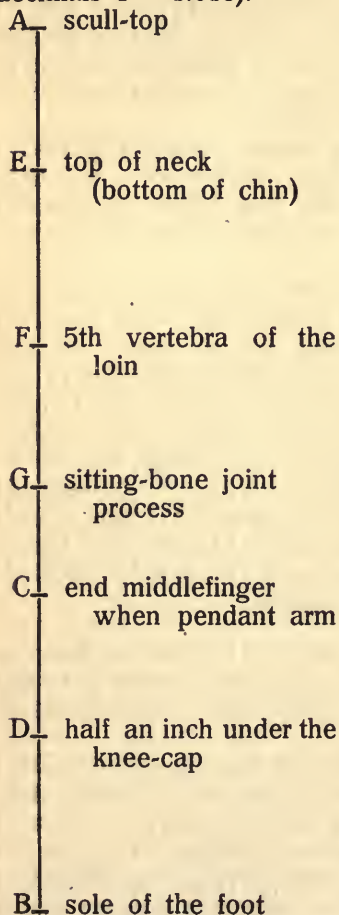 A scull-top
E top of neck
(bottom of chin)
F 5th vertebra of the
loin
G sitting-bone joint
process
C end middlefinger
when pendant arm
D half an inch under the
knee-cap
B sole of the foot